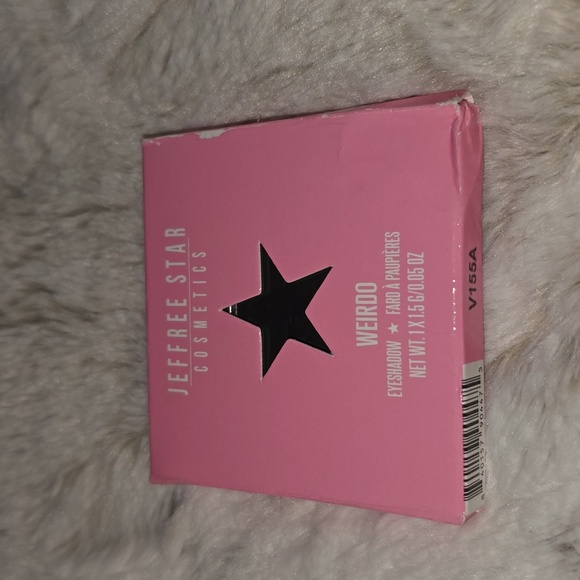 JEFFREE STAR
COSMETICS
WEIRDO
EYESHADOW ★ FARD À PAUPIÈRES
NET WT. 1 X 1.5 G/0.05 OZ
V155A